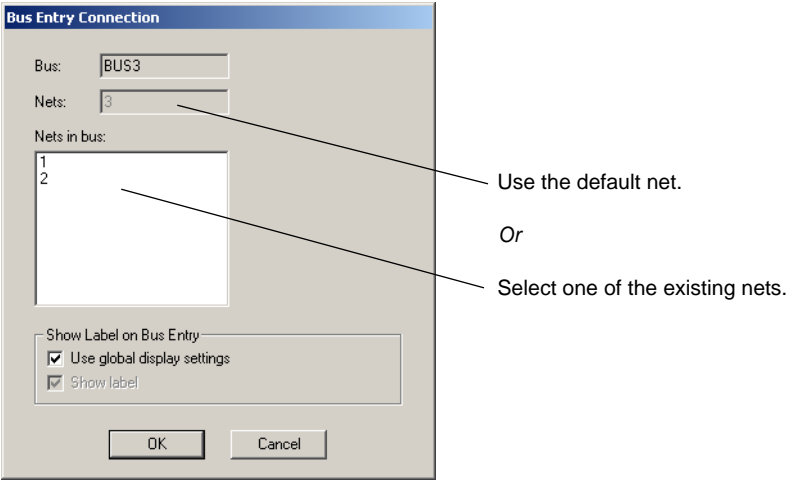 Bus Entry Connection
Bus: BUS3
Nets: 3
Nets in bus:
1
2
Use the default net.
Or
Select one of the existing nets.
Show Label on Bus Entry
Use global display settings
Show label
OK Cancel